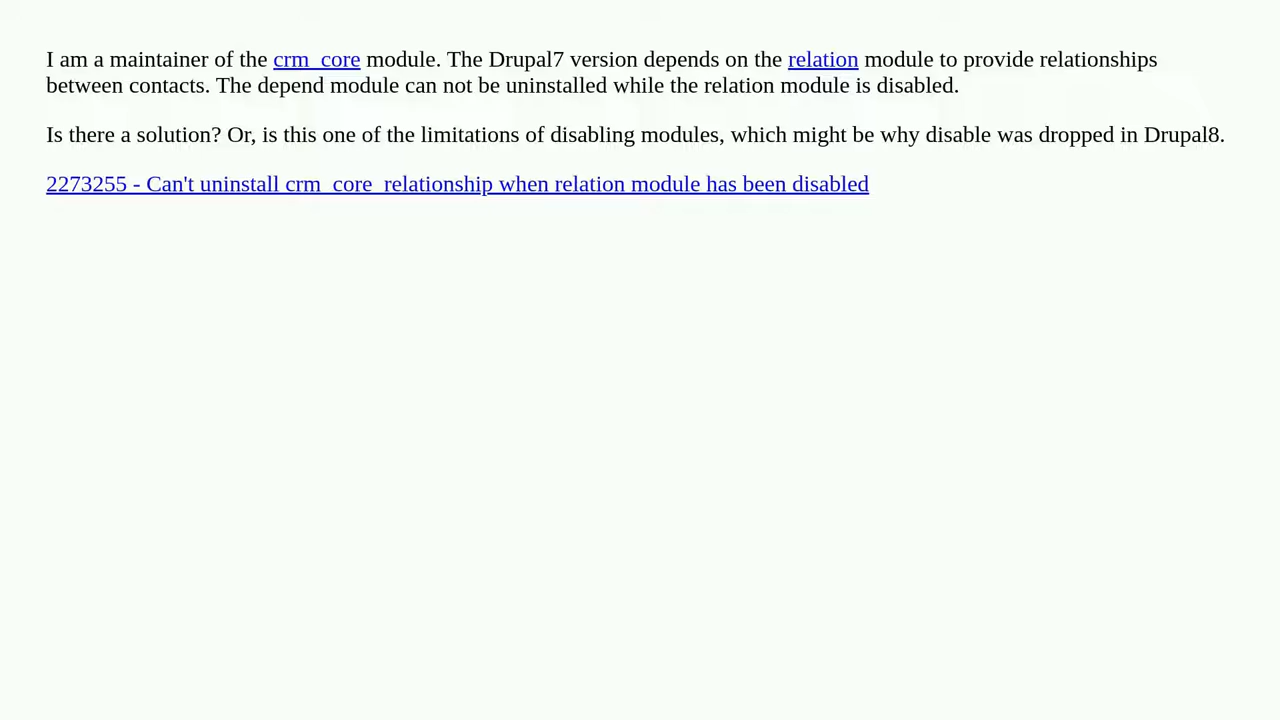 I am a maintainer of the crm_core module. The Drupal7 version depends on the relation module to provide relationships
between contacts. The depend module can not be uninstalled while the relation module is disabled.
Is there a solution? Or, is this one of the limitations of disabling modules, which might be why disable was dropped in Drupal8.
2273255 - Can't uninstall crm_core_relationship when relation module has been disabled